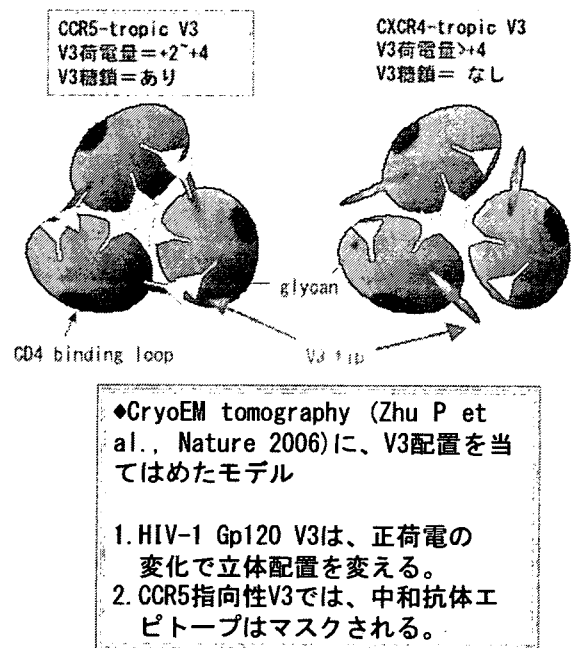 CCR5-tropic V3
V3荷電量=+2~+4
V3糖鎖=あり
CXCR4-tropic V3
V3荷電量>+4
V3糖鎖= なし
glycan
CD4 binding loop
V3 tip
◆CryoEM tomography (Zhu P et
al., Nature 2006)に、V3配置を当
てはめたモデル
1.HIV-1 Gp120 V3は、正荷電の
変化で立体配置を変える。
2.CCR5指向性V3では、中和抗体エ
ピトープはマスクされる。